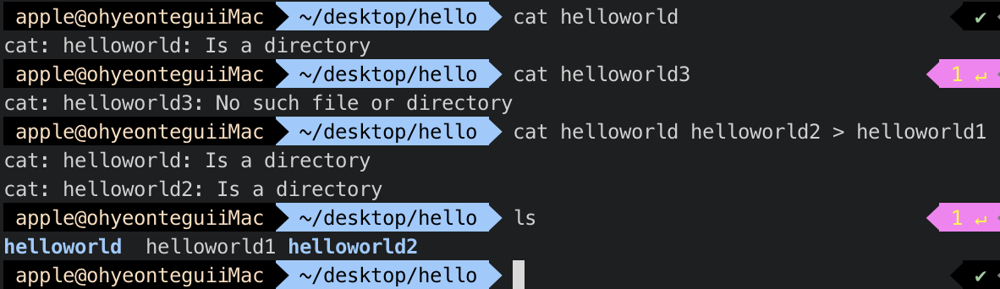 apple@ohyeonteguiiMac ~/desktop/hello cat helloworld ✔
cat: helloworld: Is a directory
apple@ohyeonteguiiMac ~/desktop/hello cat helloworld3 1 ↵
cat: helloworld3: No such file or directory
apple@ohyeonteguiiMac ~/desktop/hello cat helloworld helloworld2 > helloworld1
cat: helloworld: Is a directory
cat: helloworld2: Is a directory
apple@ohyeonteguiiMac ~/desktop/hello ls 1 ↵
helloworld helloworld1 helloworld2
apple@ohyeonteguiiMac ~/desktop/hello ✔